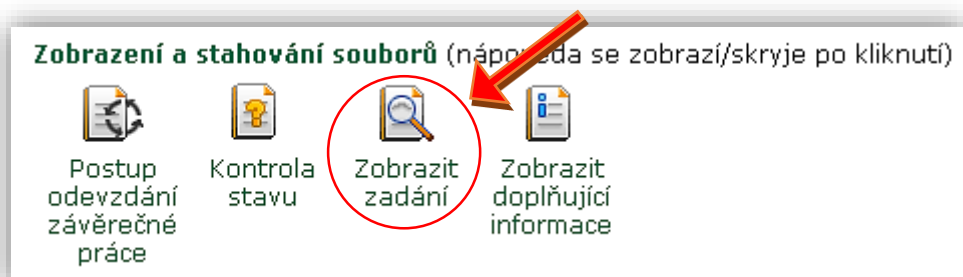 Zobrazení a stahování souborů (nápověda se zobrazí/skryje po kliknutí)
Postup
odevzdání
závěrečné
práce
Kontrola
stavu
Zobrazit
zadání
Zobrazit
doplňující
informace